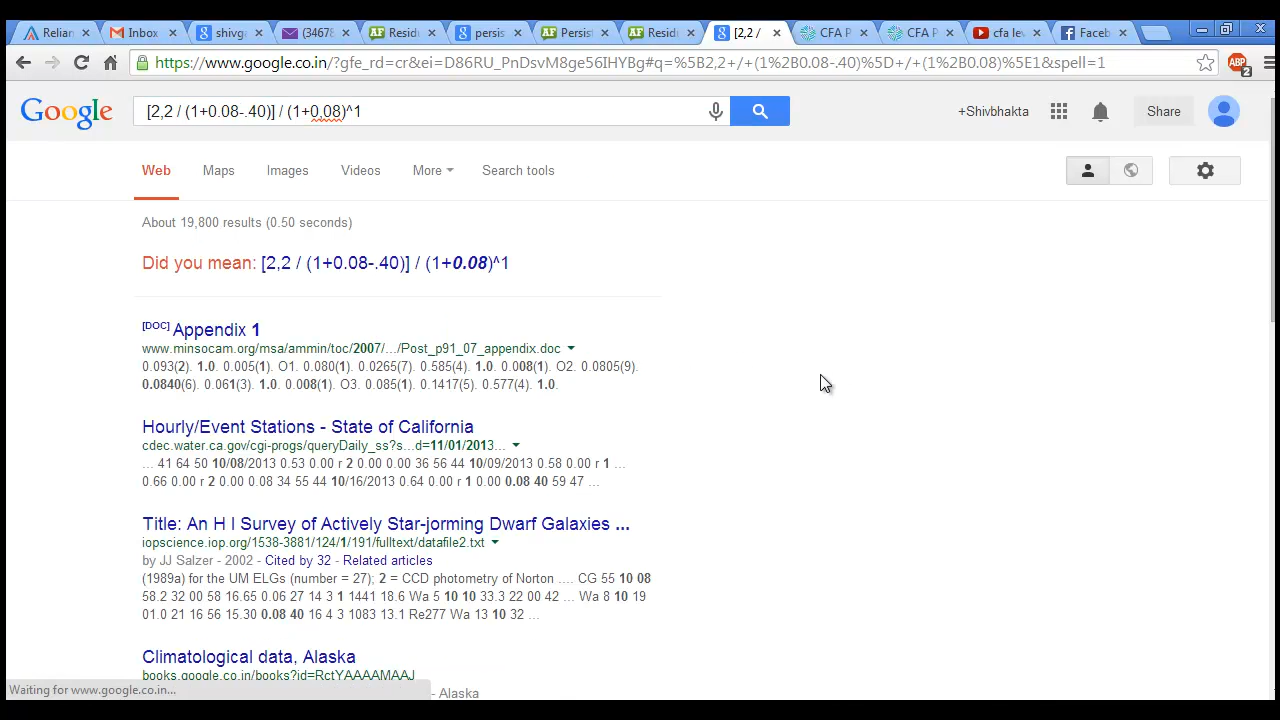 Relian
Inbox
shivga
(34678
Residu
persis
Persist
Residu
[2,2 /
CFA P
CFA P
cfa lev
Faceb
https://www.google.co.in/?gfe_rd=cr&ei=D86RU_PnDsvM8ge56IHYBg#q=%5B2,2+/+(1%2B0.08-.40)%5D+/+(1%2B0.08)%5E1&spell=1
ABP
2
Google
[2,2 / (1+0.08-.40)] / (1+0,08)^1
+Shivbhakta
Share
Web
Maps
Images
Videos
More
Search tools
About 19,800 results (0.50 seconds)
Did you mean: [2,2 / (1+0.08-.40)] / (1+0.08)^1
[DOC] Appendix 1
www.minsocam.org/msa/ammin/toc/2007/.../Post_p91_07_appendix.doc
0.093(2). 1.0. 0.005(1). O1. 0.080(1). 0.0265(7). 0.585(4). 1.0. 0.008(1). O2. 0.0805(9).
0.0840(6). 0.061(3). 1.0. 0.008(1). O3. 0.085(1). 0.1417(5). 0.577(4). 1.0.
Hourly/Event Stations - State of California
cdec.water.ca.gov/cgi-progs/queryDaily_ss?s...d=11/01/2013...
... 41 64 50 10/08/2013 0.53 0.00 r 2 0.00 0.00 36 56 44 10/09/2013 0.58 0.00 r 1 ...
0.66 0.00 r 2 0.00 0.08 34 55 44 10/16/2013 0.64 0.00 r 1 0.00 0.08 40 59 47 ...
Title: An H I Survey of Actively Star-jorming Dwarf Galaxies ...
iopscience.iop.org/1538-3881/124/1/191/fulltext/datafile2.txt
by JJ Salzer - 2002 - Cited by 32 - Related articles
(1989a) for the UM ELGs (number = 27); 2 = CCD photometry of Norton .... CG 55 10 08
58.2 32 00 58 16.65 0.06 27 14 3 1 1441 18.6 Wa 5 10 10 33.3 22 00 42 ... Wa 8 10 19
01.0 21 16 56 15.30 0.08 40 16 4 3 1083 13.1 Re277 Wa 13 10 32 ...
Climatological data, Alaska
books.google.co.in/books?id=RctYAAAAMAAJ
- Alaska
Waiting for www.google.co.in...